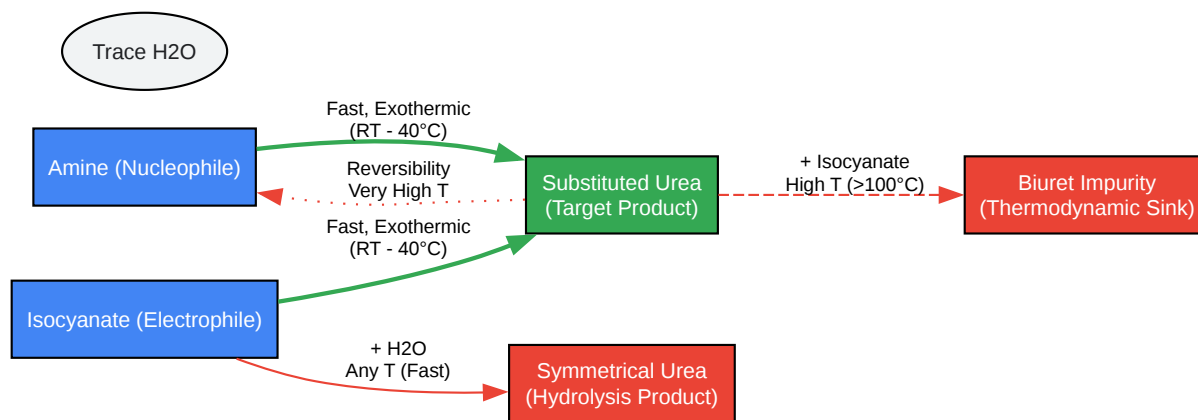 Trace H2O
Fast, Exothermic
(RT - 40°C)
Amine (Nucleophile)
Reversibility
Very High T
+ Isocyanate
High T (>100°C)
Substituted Urea
(Target Product)
Biuret Impurity
(Thermodynamic Sink)
Fast, Exothermic
(RT - 40°C)
Isocyanate (Electrophile)
+ H2O
Any T (Fast)
Symmetrical Urea
(Hydrolysis Product)